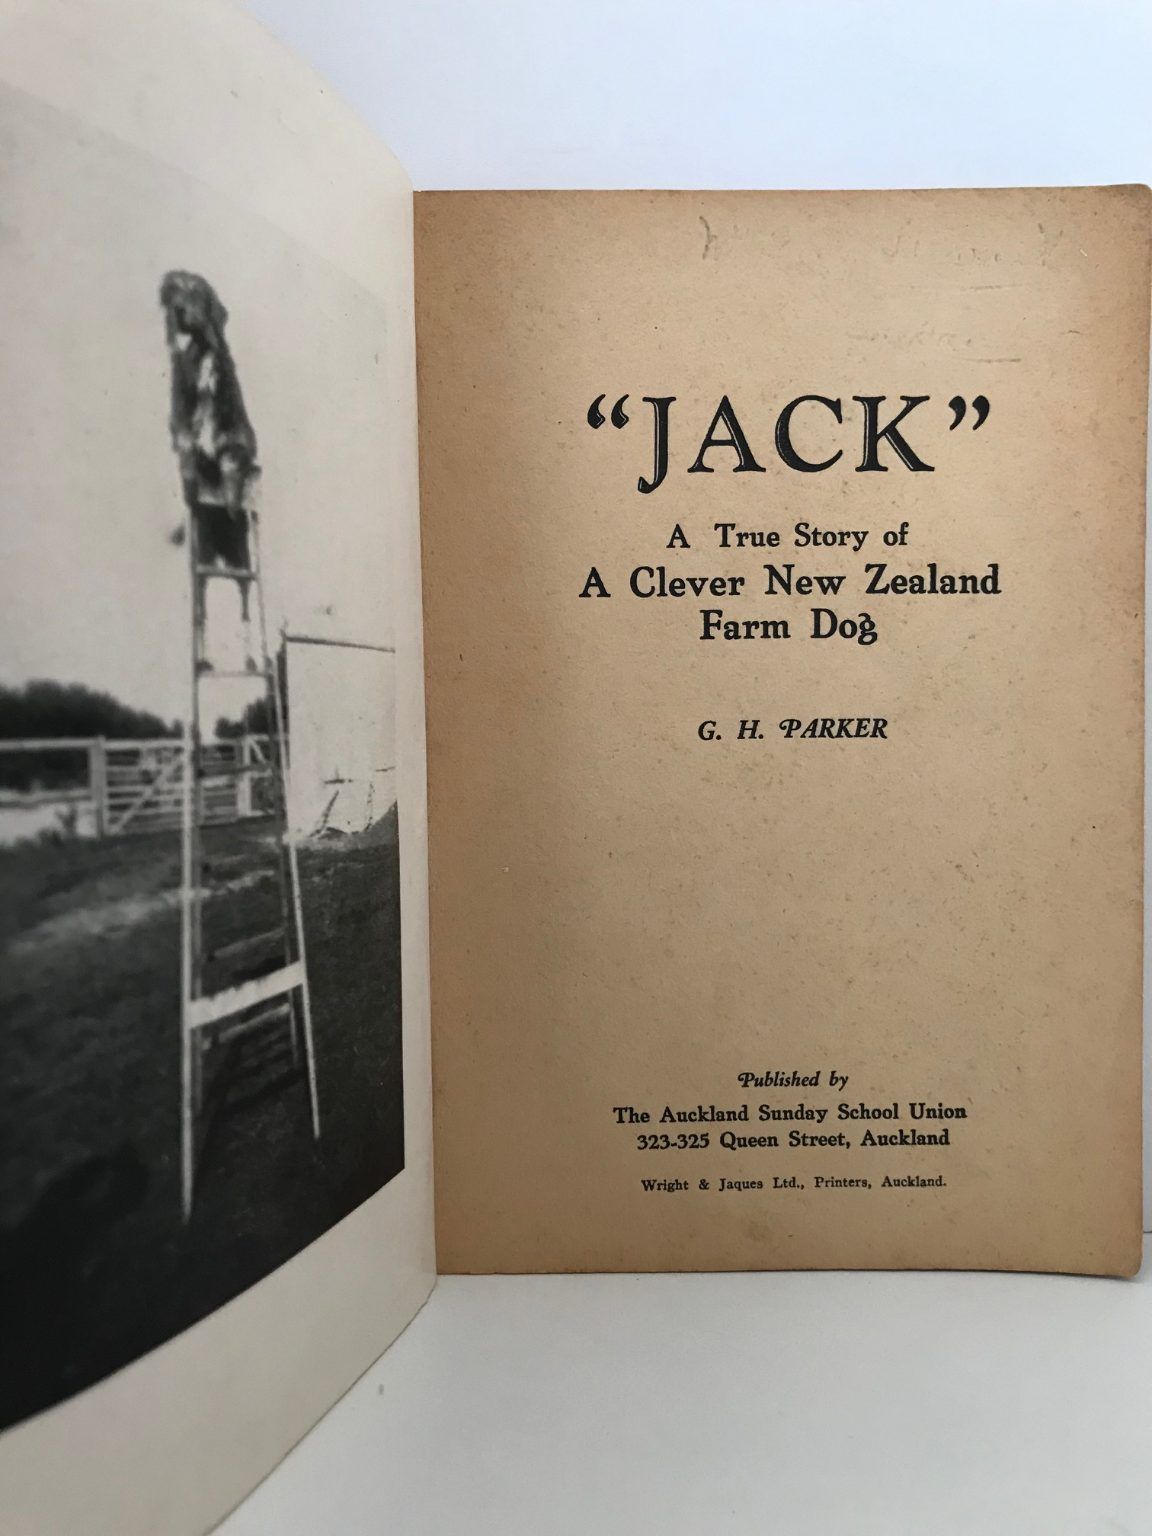 “JACK”
A True Story of
A Clever New Zealand
Farm Dog
G. H. PARKER
Published by
The Auckland Sunday School Union
323-325 Queen Street, Auckland
Wright & Jaques Ltd., Printers, Auckland.